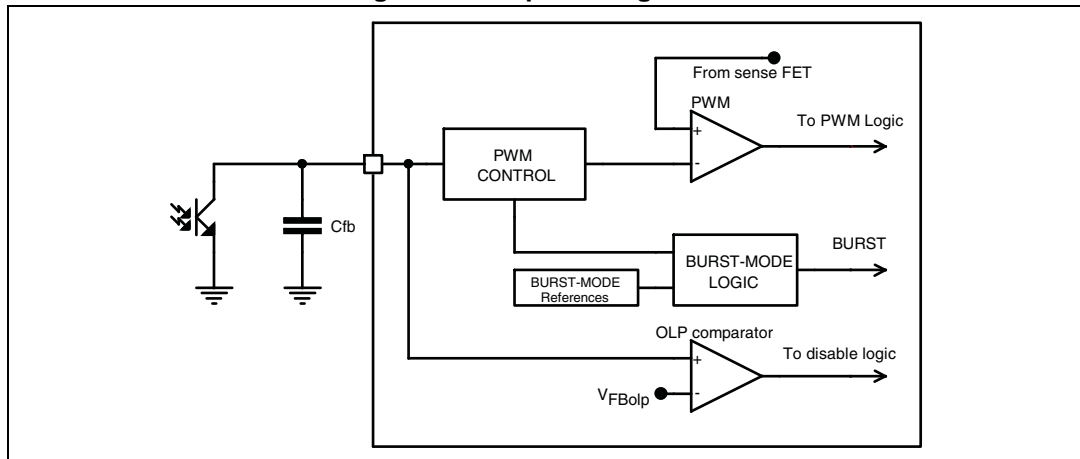 From sense FET
PWM
+
-
To PWM Logic
PWM
CONTROL
Cfb
BURST
BURST-MODE
LOGIC
BURST-MODE
References
OLP comparator
+
-
To disable logic
VFBolp